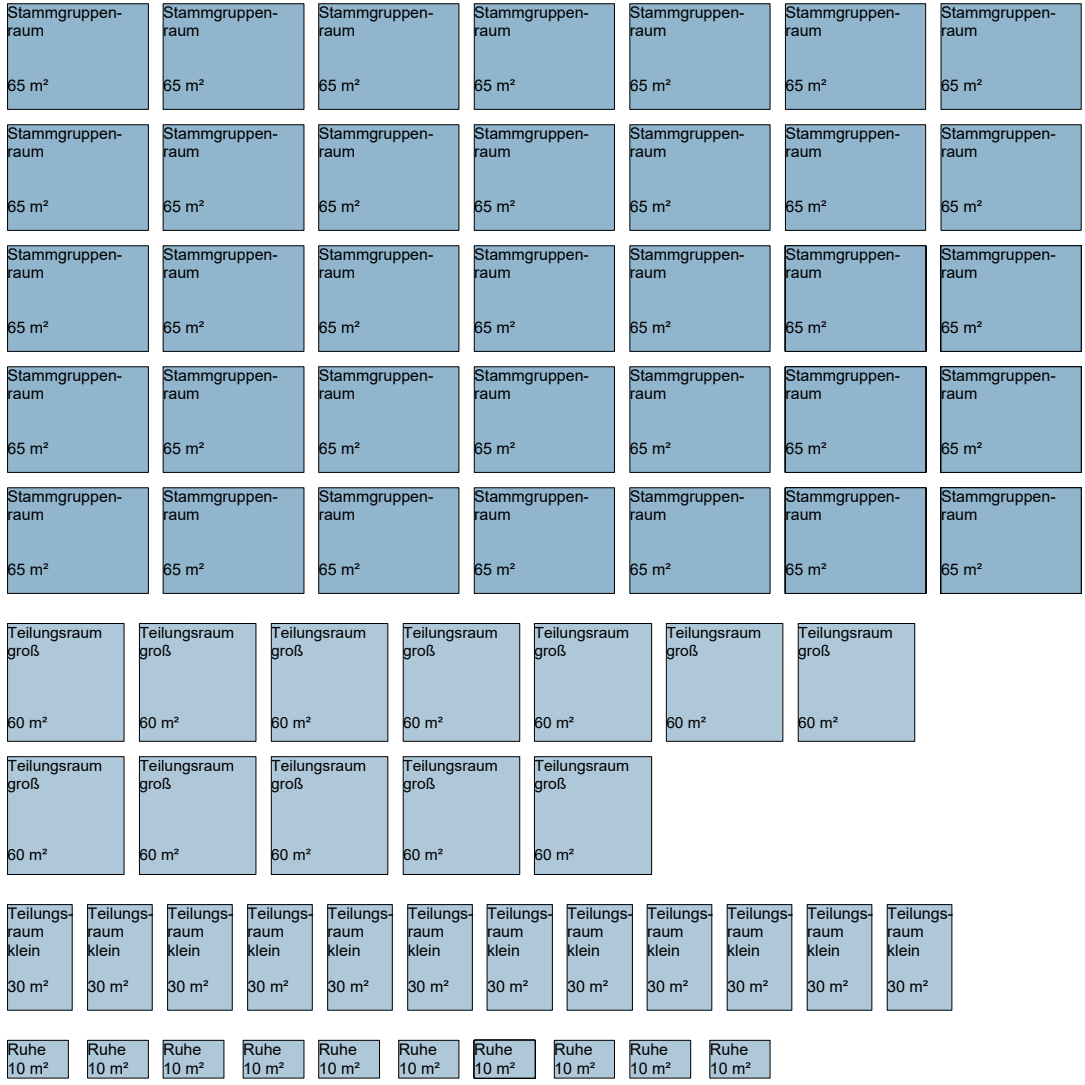 Stammgruppen- Stammgruppen- Stammgruppen- Stammgruppen- Stammgruppen- Stammgruppen- Stammgruppen-
raum raum raum raum raum raum raum
65 m² 65 m² 65 m² 65 m² 65 m² 65 m² 65 m²
Stammgruppen- Stammgruppen- Stammgruppen- Stammgruppen- Stammgruppen- Stammgruppen- Stammgruppen-
raum raum raum raum raum raum raum
65 m² 65 m² 65 m² 65 m² 65 m² 65 m² 65 m²
Stammgruppen- Stammgruppen- Stammgruppen- Stammgruppen- Stammgruppen- Stammgruppen- Stammgruppen-
raum raum raum raum raum raum raum
65 m² 65 m² 65 m² 65 m² 65 m² 65 m² 65 m²
Stammgruppen- Stammgruppen- Stammgruppen- Stammgruppen- Stammgruppen- Stammgruppen- Stammgruppen-
raum raum raum raum raum raum raum
65 m² 65 m² 65 m² 65 m² 65 m² 65 m² 65 m²
Stammgruppen- Stammgruppen- Stammgruppen- Stammgruppen- Stammgruppen- Stammgruppen- Stammgruppen-
raum raum raum raum raum raum raum
65 m² 65 m² 65 m² 65 m² 65 m² 65 m² 65 m²
Teilungsraum Teilungsraum Teilungsraum Teilungsraum Teilungsraum Teilungsraum Teilungsraum
groß groß groß groß groß groß groß
60 m² 60 m² 60 m² 60 m² 60 m² 60 m² 60 m²
Teilungsraum Teilungsraum Teilungsraum Teilungsraum Teilungsraum
groß groß groß groß groß
60 m² 60 m² 60 m² 60 m² 60 m²
Teilungs- Teilungs- Teilungs- Teilungs- Teilungs- Teilungs- Teilungs- Teilungs- Teilungs- Teilungs- Teilungs- Teilungs-
raum raum raum raum raum raum raum raum raum raum raum raum
klein klein klein klein klein klein klein klein klein klein klein klein
30 m² 30 m² 30 m² 30 m² 30 m² 30 m² 30 m² 30 m² 30 m² 30 m² 30 m² 30 m²
Ruhe Ruhe Ruhe Ruhe Ruhe Ruhe Ruhe Ruhe Ruhe Ruhe
10 m² 10 m² 10 m² 10 m² 10 m² 10 m² 10 m² 10 m² 10 m² 10 m²